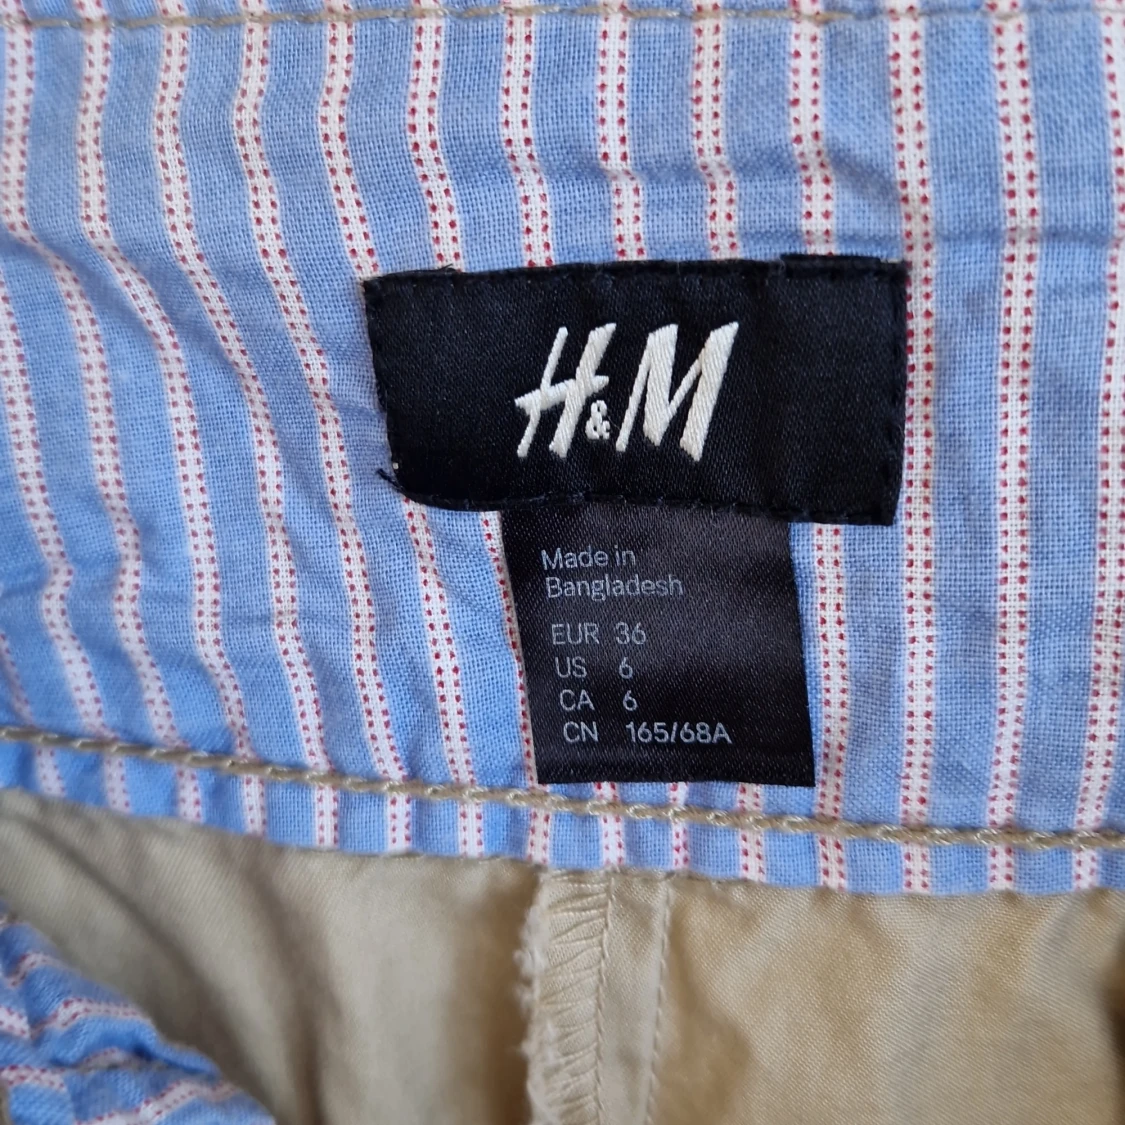 H&M
Made in
Bangladesh
EUR 36
US 6
CA 6
CN 165/68A